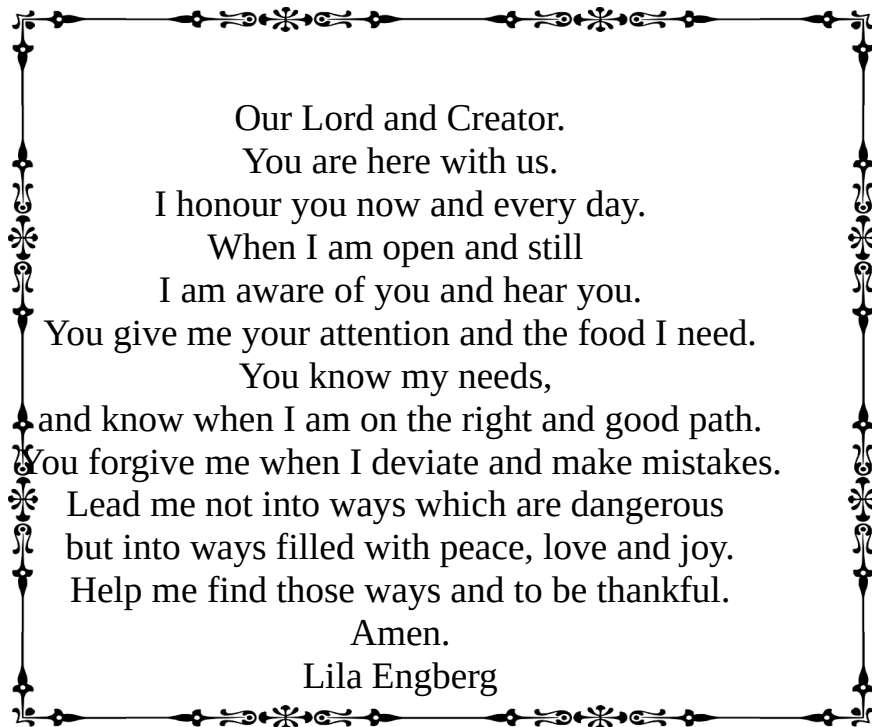 Our Lord and Creator.
You are here with us.
I honour you now and every day.
When I am open and still
I am aware of you and hear you.
You give me your attention and the food I need.
You know my needs,
and know when I am on the right and good path.
You forgive me when I deviate and make mistakes.
Lead me not into ways which are dangerous
but into ways filled with peace, love and joy.
Help me find those ways and to be thankful.
Amen.
Lila Engberg